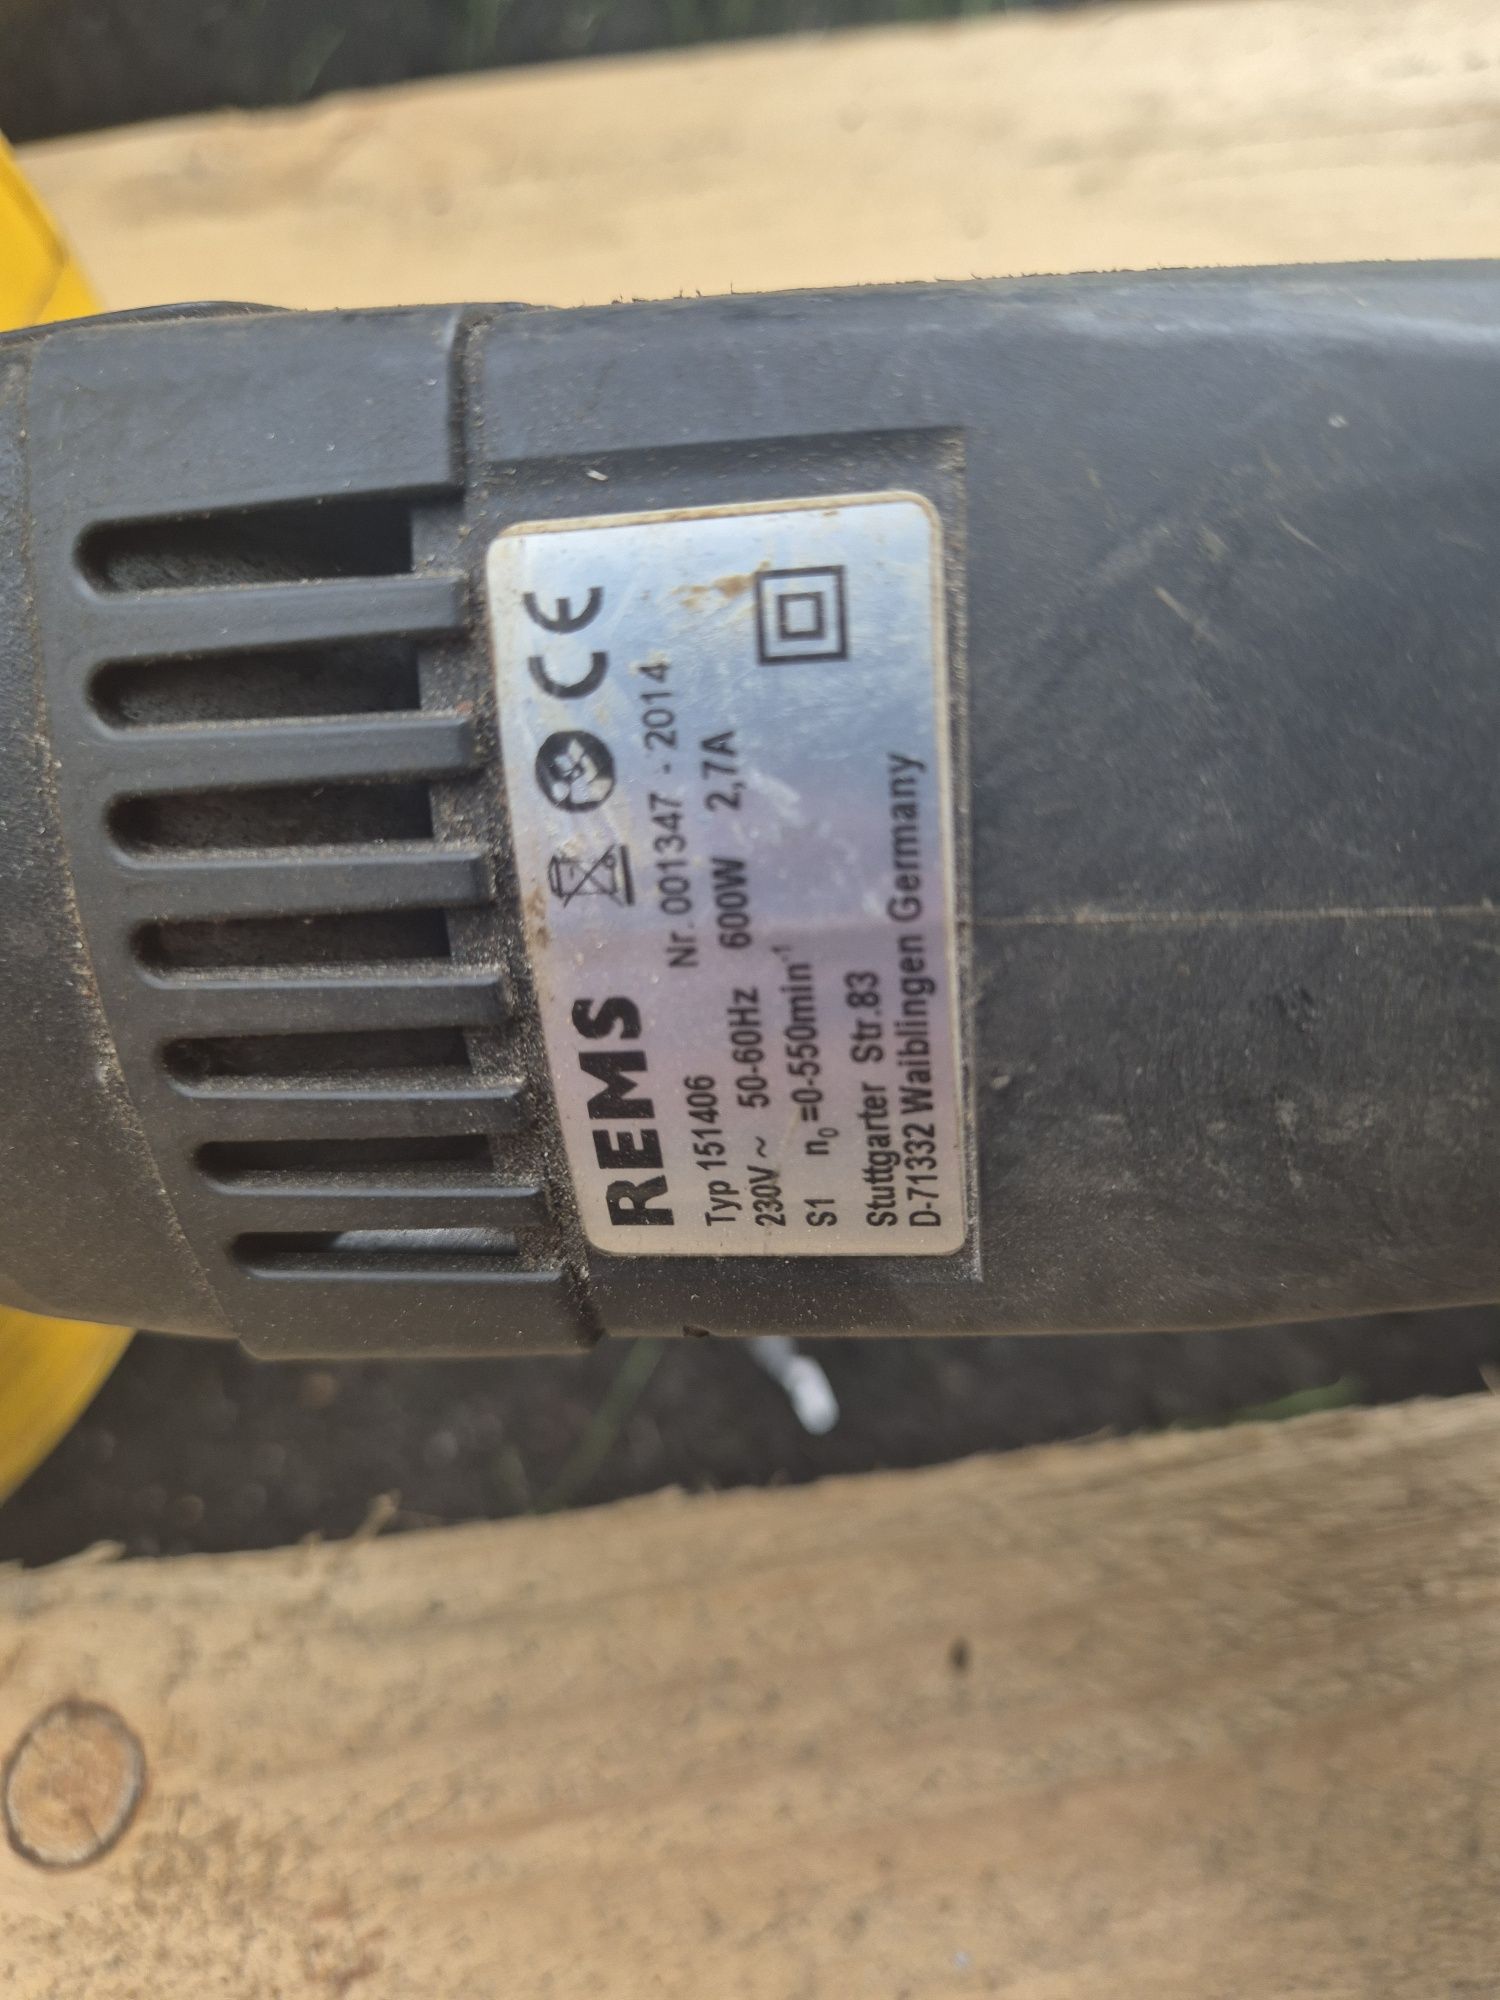 REMS CE
Typ 151406 Nr. 001347 - 2014
230V ~ 50-60Hz 600W 2,7A
S1 n₀=0-550min⁻¹
Stuttgarter Str.83
D-71332 Waiblingen Germany